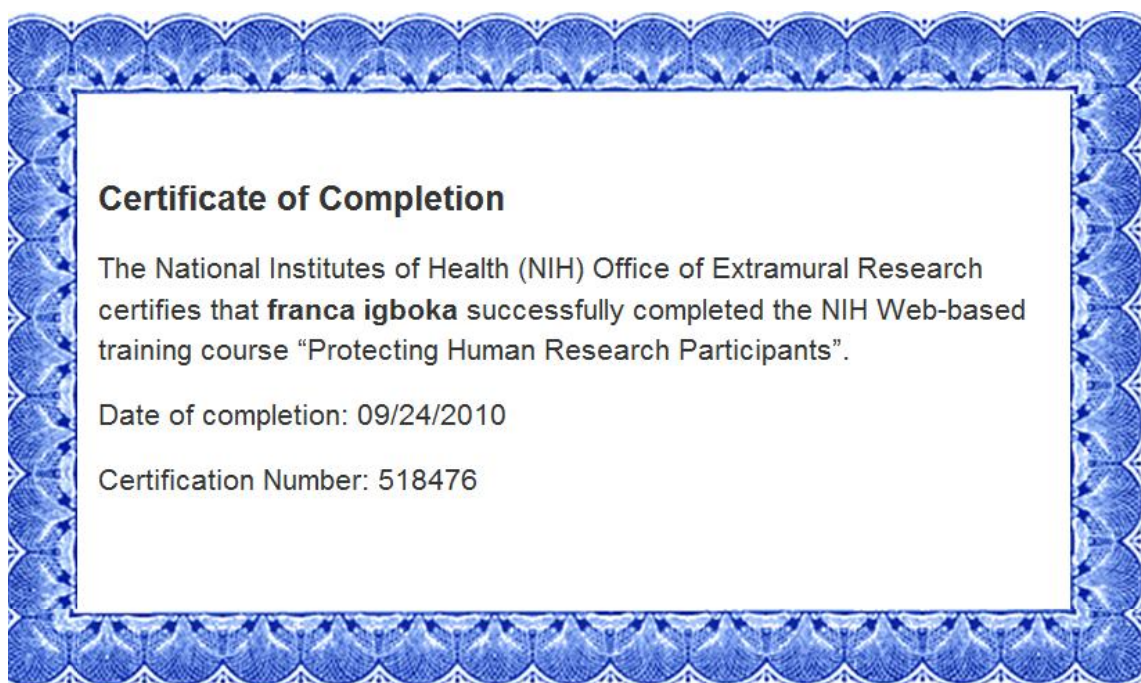 Certificate of Completion
The National Institutes of Health (NIH) Office of Extramural Research
certifies that franca igboka successfully completed the NIH Web-based
training course “Protecting Human Research Participants”.
Date of completion: 09/24/2010
Certification Number: 518476